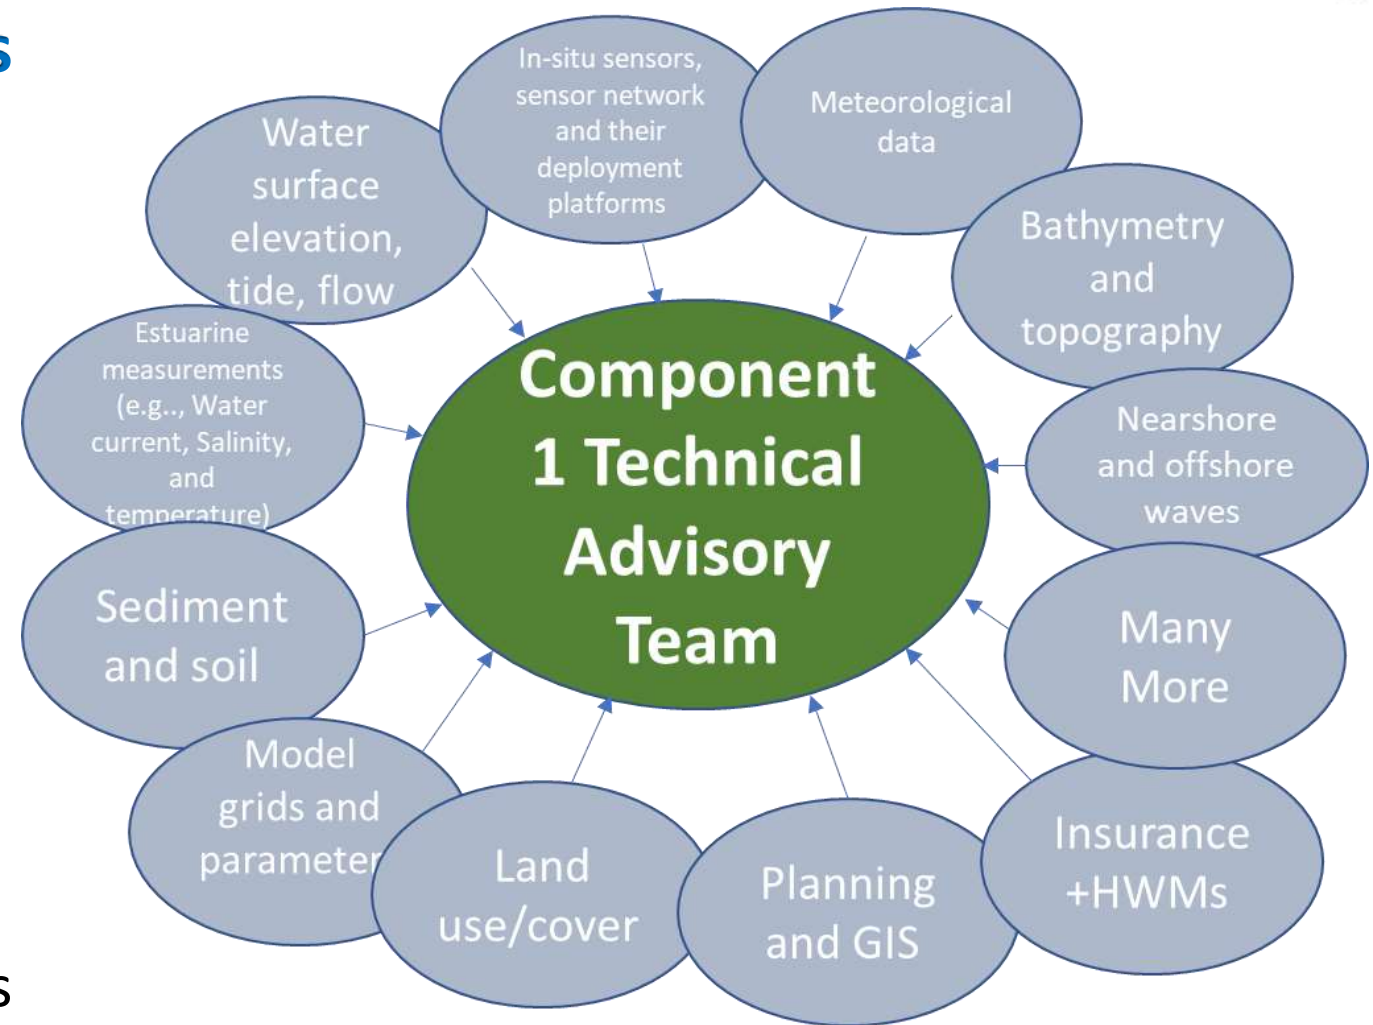 s
In-situ sensors,
sensor network
and their
deployment
platforms
Meteorological
data
Water
surface
elevation,
tide, flow
Bathymetry
and
topography
Estuarine
measurements
(e.g.., Water
current, Salinity,
and
temperature)
Component
1 Technical
Advisory
Team
Nearshore
and offshore
waves
Sediment
and soil
Many
More
Model
grids and
parameter
Land
use/cover
Planning
and GIS
Insurance
+HWMs
s